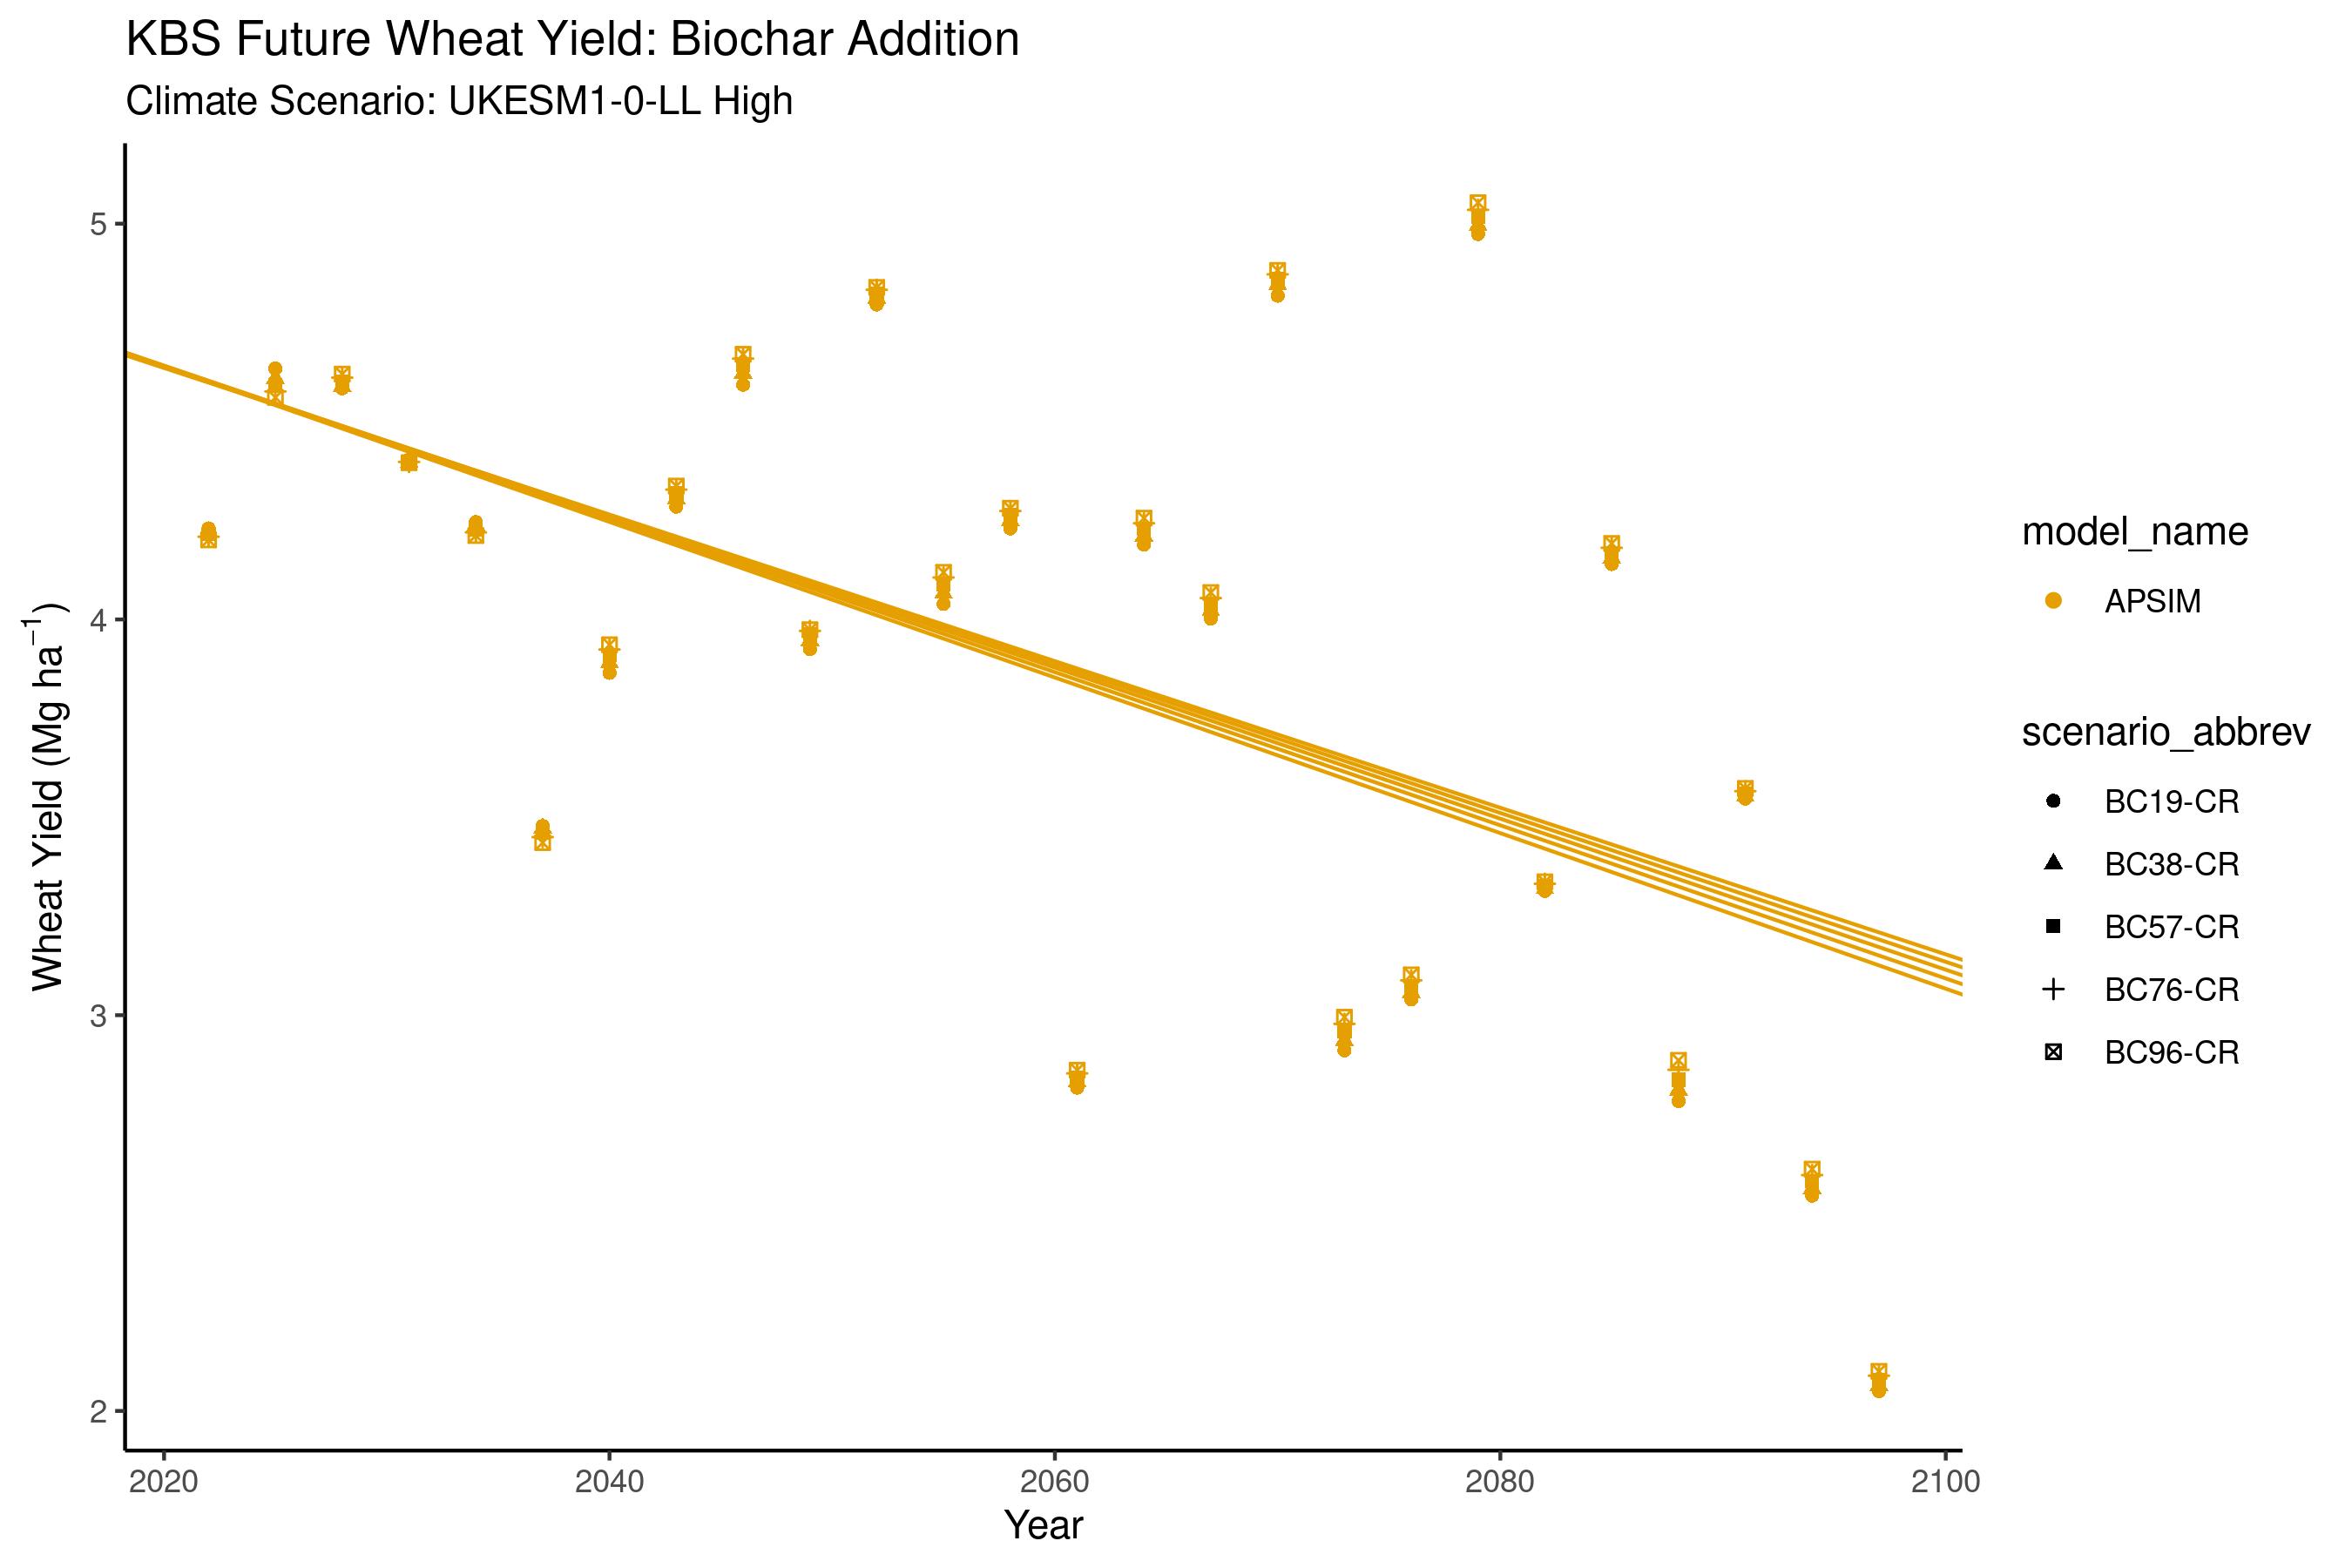 KBS Future Wheat Yield: Biochar Addition
Climate Scenario: UKESM1-0-LL High
Wheat Yield (Mg ha⁻¹)
5
4
3
2
2020
2040
2060
2080
2100
Year
model_name
APSIM
scenario_abbrev
BC19-CR
BC38-CR
BC57-CR
BC76-CR
BC96-CR